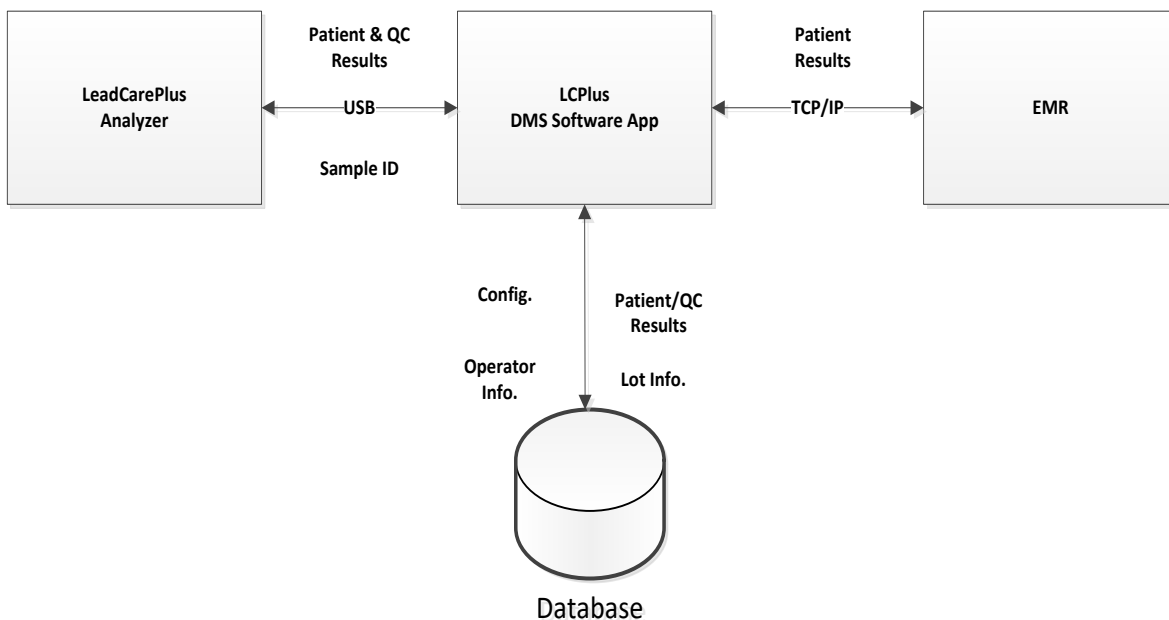 Patient & QC
Results
LeadCarePlus
Analyzer
USB
Sample ID
LCPlus
DMS Software App
Patient
Results
TCP/IP
EMR
Config.
Patient/QC
Results
Operator
Info.
Lot Info.
Database